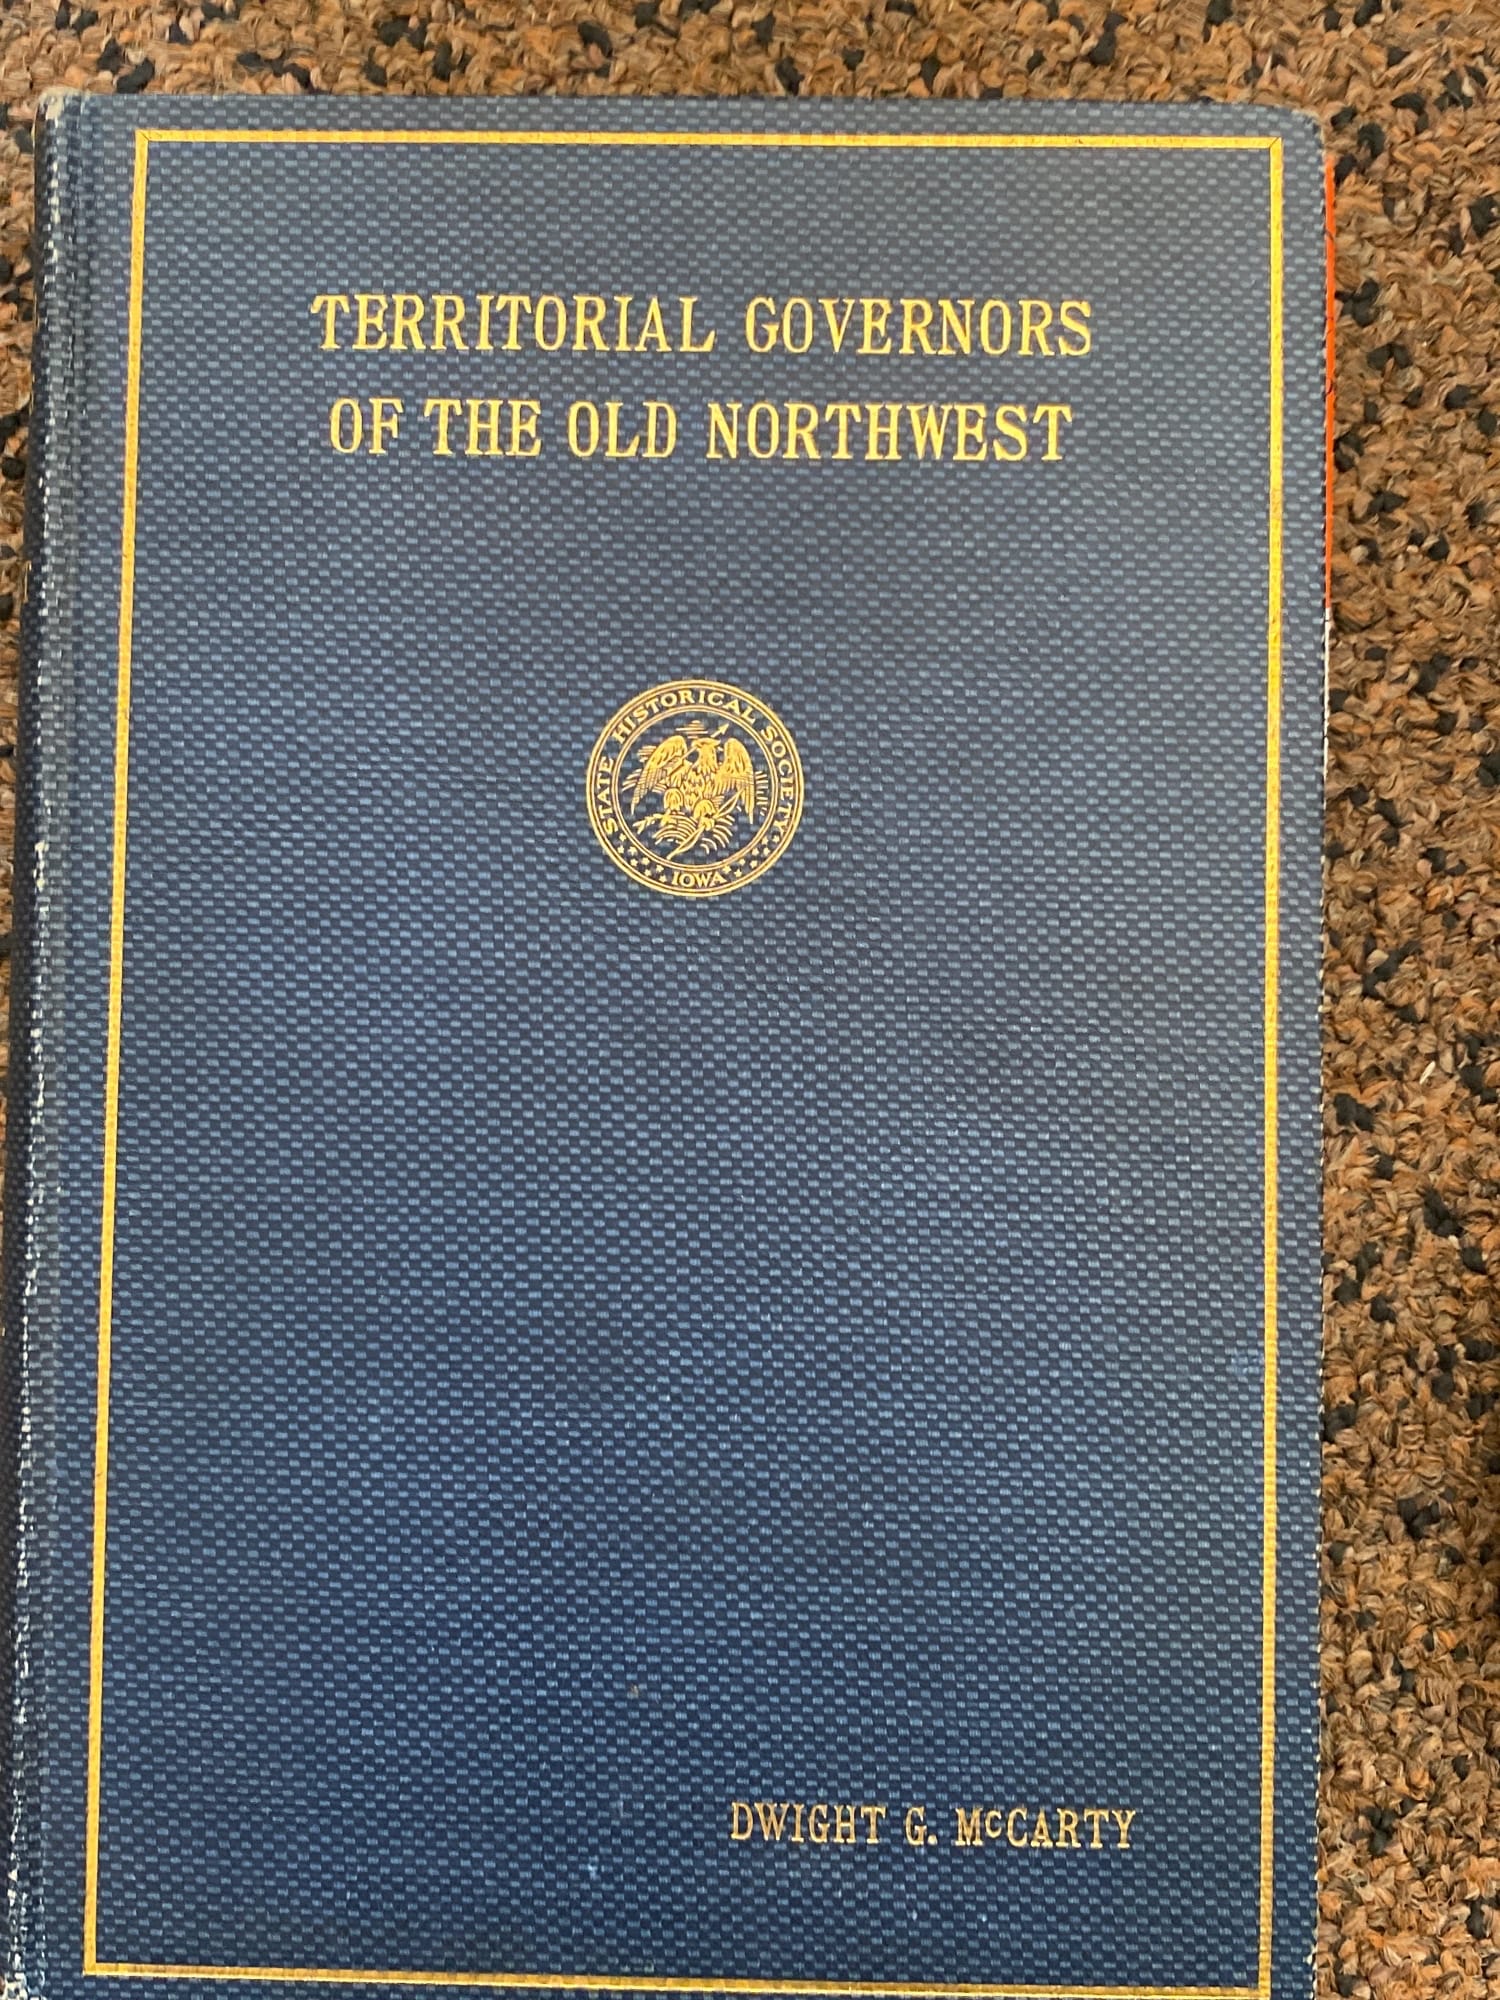 TERRITORIAL GOVERNORS
OF THE OLD NORTHWEST
STATE HISTORICAL SOCIETY
IOWA
DWIGHT G. McCARTY